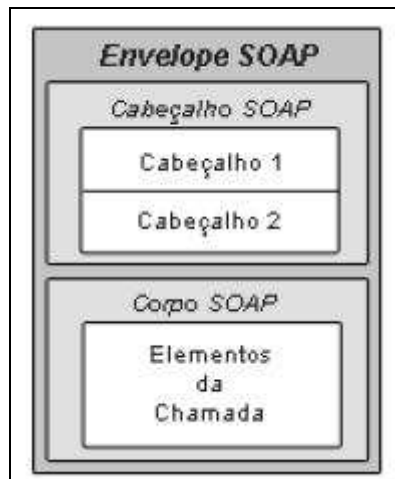 Envelope SOAP
Cabeçalho SOAP
Cabeçalho 1
Cabeçalho 2
Corpo SOAP
Elementos
da
Chamada